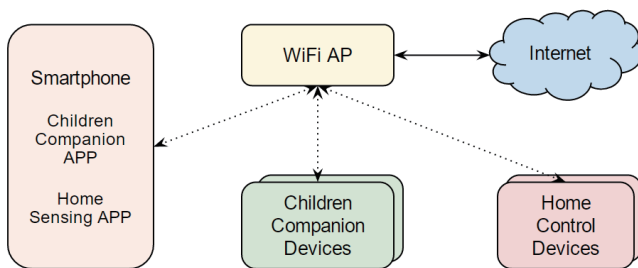 Smartphone
Children
Companion
APP
Home
Sensing APP
WiFi AP
Internet
Children
Companion
Devices
Home
Control
Devices